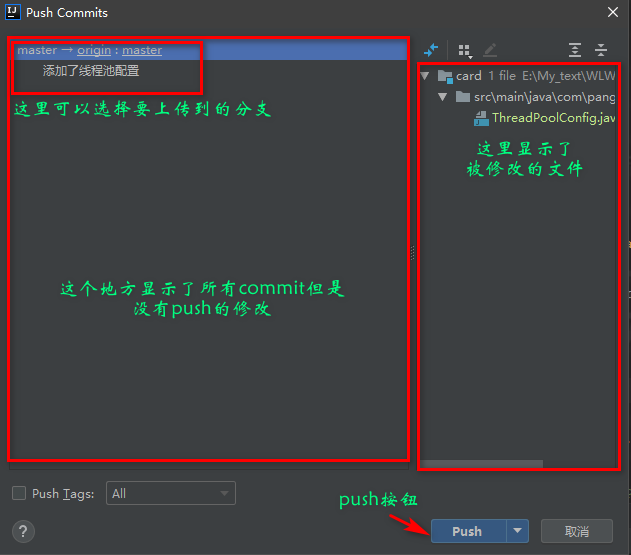 Push Commits
master → origin : master
添加了线程池配置
这里可以选择要上传到的分支
这个地方显示了所有commit但是
没有push的修改
card 1 file E:\My_text\WLW
src\main\java\com\pang
ThreadPoolConfig.jav
这里显示了
被修改的文件
Push Tags:
All
push按钮
?
Push
取消